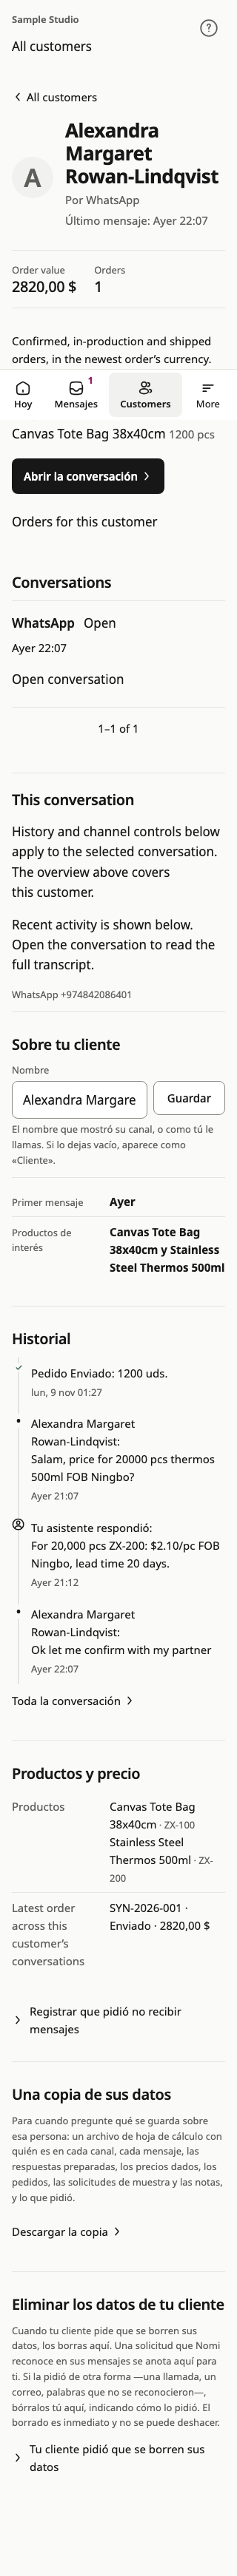 Sample Studio
?
All customers
All customers
A
Alexandra
Margaret
Rowan-Lindqvist
Por WhatsApp
Último mensaje: Ayer 22:07
Order value
Orders
2820,00 $
1
Confirmed, in-production and shipped
orders, in the newest order’s currency.
Hoy
1
Mensajes
Customers
More
Canvas Tote Bag 38x40cm 1200 pcs
Abrir la conversación
Orders for this customer
Conversations
WhatsApp Open
Ayer 22:07
Open conversation
1–1 of 1
This conversation
History and channel controls below
apply to the selected conversation.
The overview above covers
this customer.
Recent activity is shown below.
Open the conversation to read the
full transcript.
WhatsApp +974842086401
Sobre tu cliente
Nombre
Alexandra Margare
Guardar
El nombre que mostró su canal, o como tú le
llamas. Si lo dejas vacío, aparece como
«Cliente».
Primer mensaje
Ayer
Productos de
interés
Canvas Tote Bag
38x40cm y Stainless
Steel Thermos 500ml
Historial
Pedido Enviado: 1200 uds.
lun, 9 nov 01:27
Alexandra Margaret
Rowan-Lindqvist:
Salam, price for 20000 pcs thermos
500ml FOB Ningbo?
Ayer 21:07
Tu asistente respondió:
For 20,000 pcs ZX-200: $2.10/pc FOB
Ningbo, lead time 20 days.
Ayer 21:12
Alexandra Margaret
Rowan-Lindqvist:
Ok let me confirm with my partner
Ayer 22:07
Toda la conversación
Productos y precio
Productos
Canvas Tote Bag
38x40cm · ZX-100
Stainless Steel
Thermos 500ml · ZX-
200
Latest order
across this
customer’s
conversations
SYN-2026-001 ·
Enviado · 2820,00 $
Registrar que pidió no recibir
mensajes
Una copia de sus datos
Para cuando pregunte qué se guarda sobre
esa persona: un archivo de hoja de cálculo con
quién es en cada canal, cada mensaje, las
respuestas preparadas, los precios dados, los
pedidos, las solicitudes de muestra y las notas,
y lo que pidió.
Descargar la copia
Eliminar los datos de tu cliente
Cuando tu cliente pide que se borren sus
datos, los borras aquí. Una solicitud que Nomi
reconoce en sus mensajes se anota aquí para
ti. Si la pidió de otra forma —una llamada, un
correo, palabras que no se reconocieron—,
bórralos tú aquí, indicando cómo lo pidió. El
borrado es inmediato y no se puede deshacer.
Tu cliente pidió que se borren sus
datos